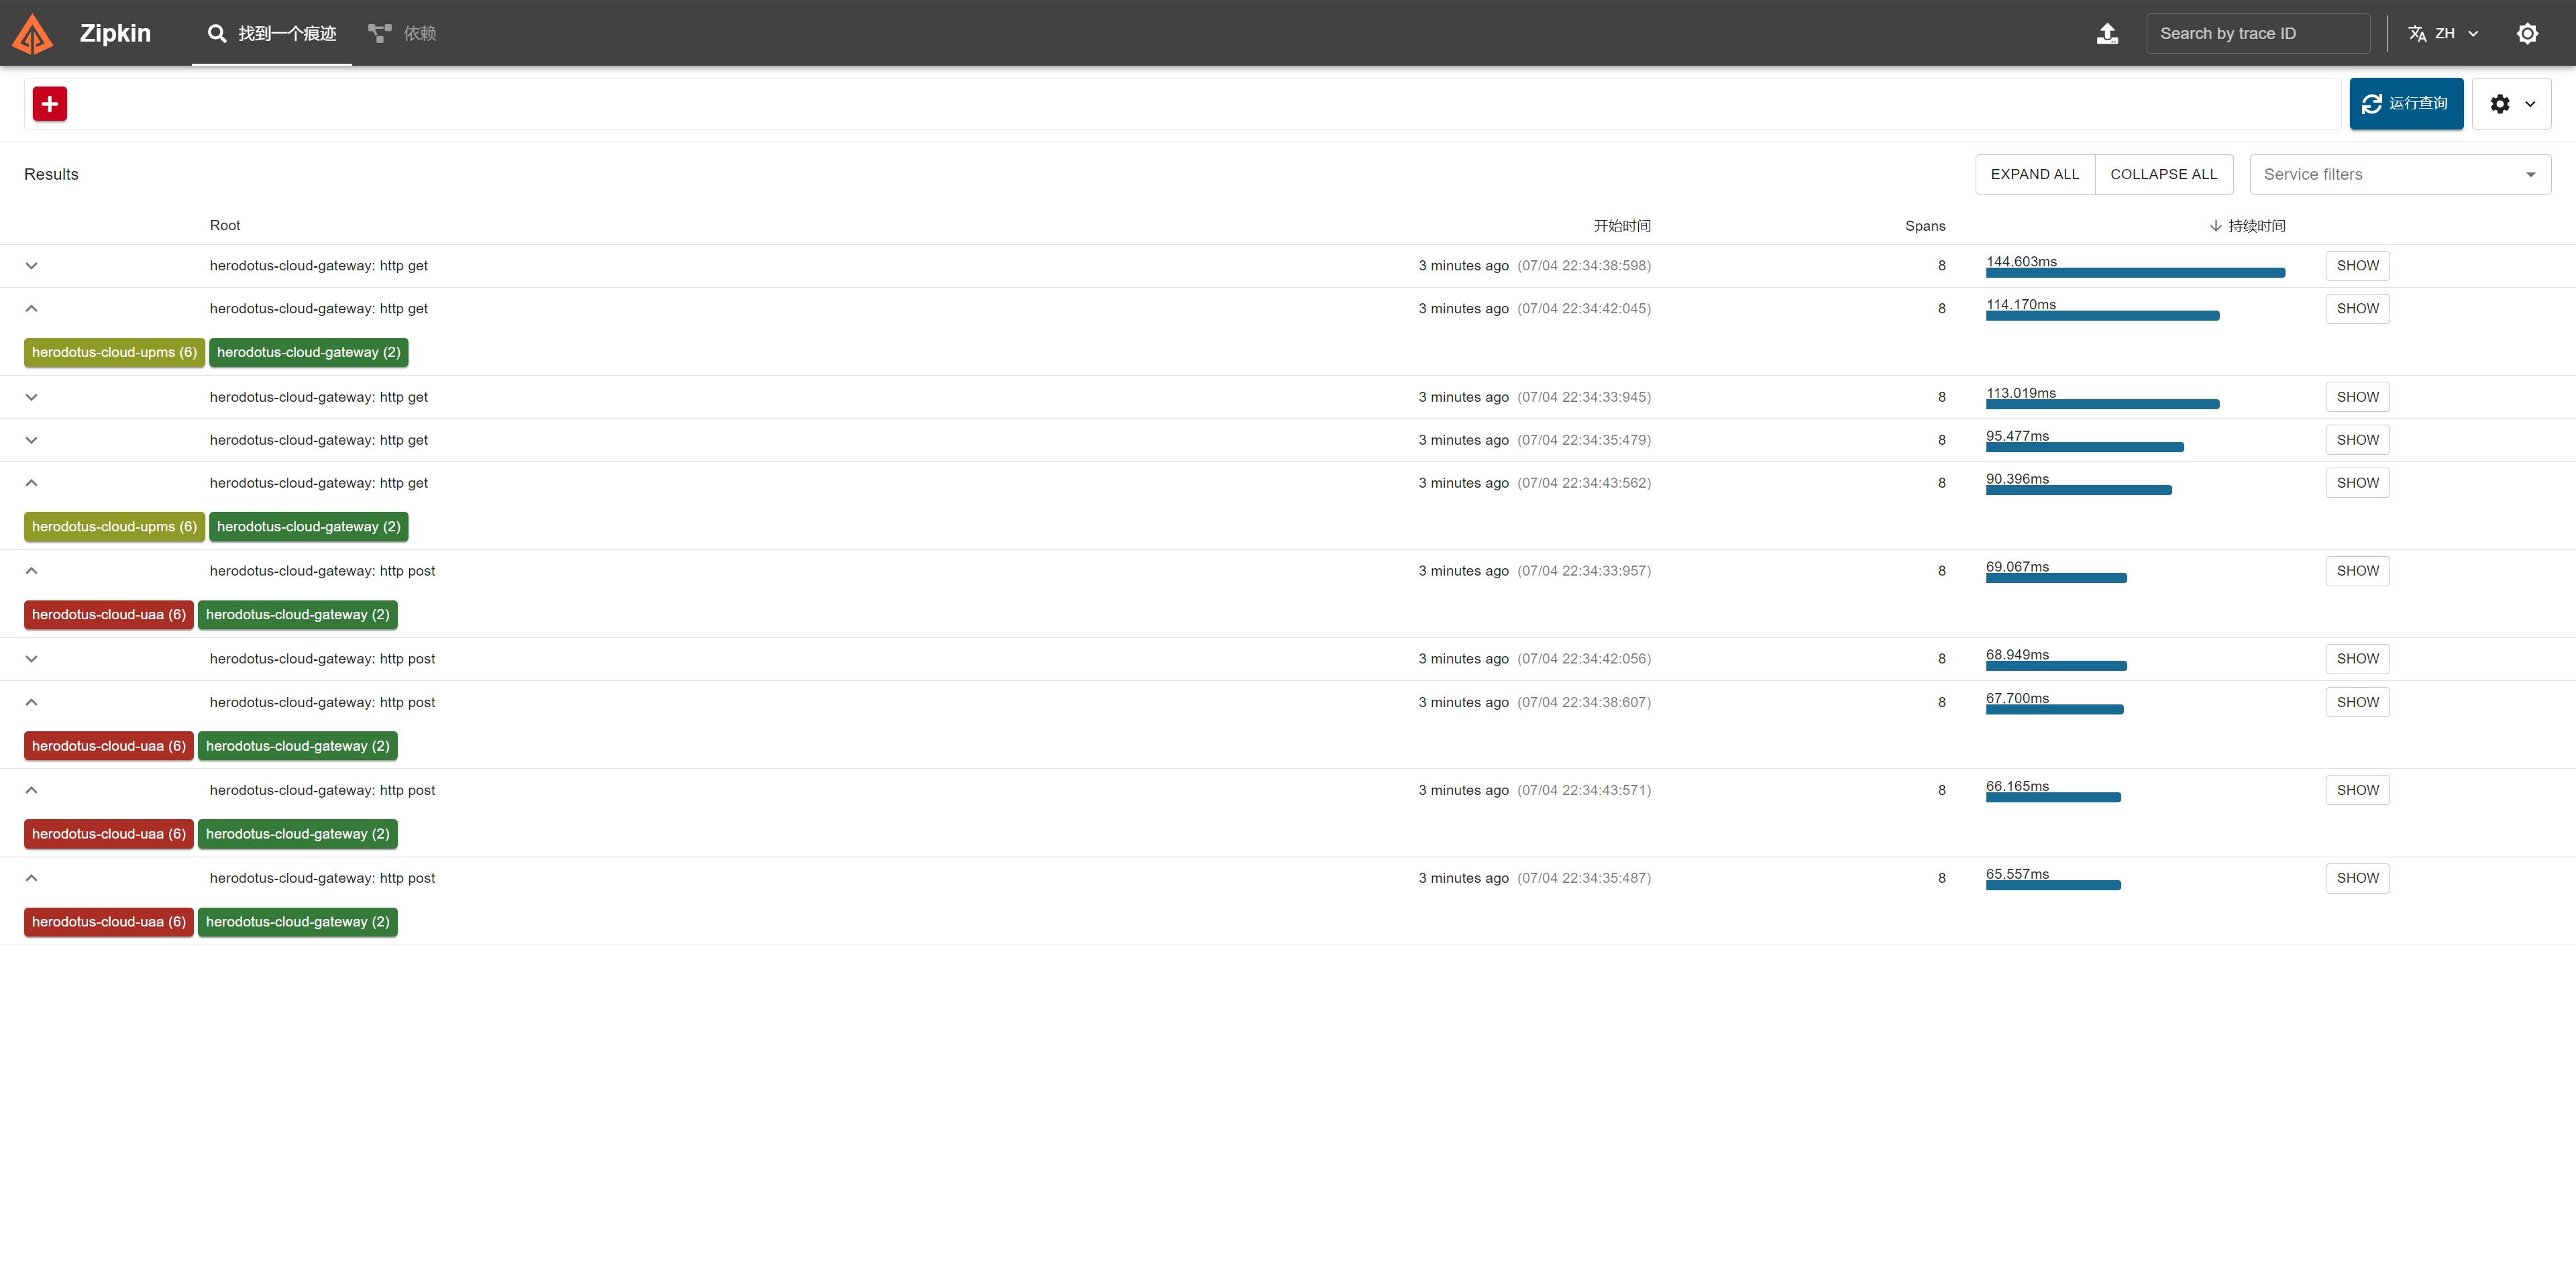 Zipkin 找到一个痕迹 依赖 Search by trace ID ZH
运行查询
Results EXPAND ALL COLLAPSE ALL Service filters
Root 开始时间 Spans 持续时间
herodotus-cloud-gateway: http get 3 minutes ago (07/04 22:34:38:598) 8 144.603ms SHOW
herodotus-cloud-gateway: http get 3 minutes ago (07/04 22:34:42:045) 8 114.170ms SHOW
herodotus-cloud-upms (6) herodotus-cloud-gateway (2)
herodotus-cloud-gateway: http get 3 minutes ago (07/04 22:34:33:945) 8 113.019ms SHOW
herodotus-cloud-gateway: http get 3 minutes ago (07/04 22:34:35:479) 8 95.477ms SHOW
herodotus-cloud-gateway: http get 3 minutes ago (07/04 22:34:43:562) 8 90.396ms SHOW
herodotus-cloud-upms (6) herodotus-cloud-gateway (2)
herodotus-cloud-gateway: http post 3 minutes ago (07/04 22:34:33:957) 8 69.067ms SHOW
herodotus-cloud-uaa (6) herodotus-cloud-gateway (2)
herodotus-cloud-gateway: http post 3 minutes ago (07/04 22:34:42:056) 8 68.949ms SHOW
herodotus-cloud-gateway: http post 3 minutes ago (07/04 22:34:38:607) 8 67.700ms SHOW
herodotus-cloud-uaa (6) herodotus-cloud-gateway (2)
herodotus-cloud-gateway: http post 3 minutes ago (07/04 22:34:43:571) 8 66.165ms SHOW
herodotus-cloud-uaa (6) herodotus-cloud-gateway (2)
herodotus-cloud-gateway: http post 3 minutes ago (07/04 22:34:35:487) 8 65.557ms SHOW
herodotus-cloud-uaa (6) herodotus-cloud-gateway (2)